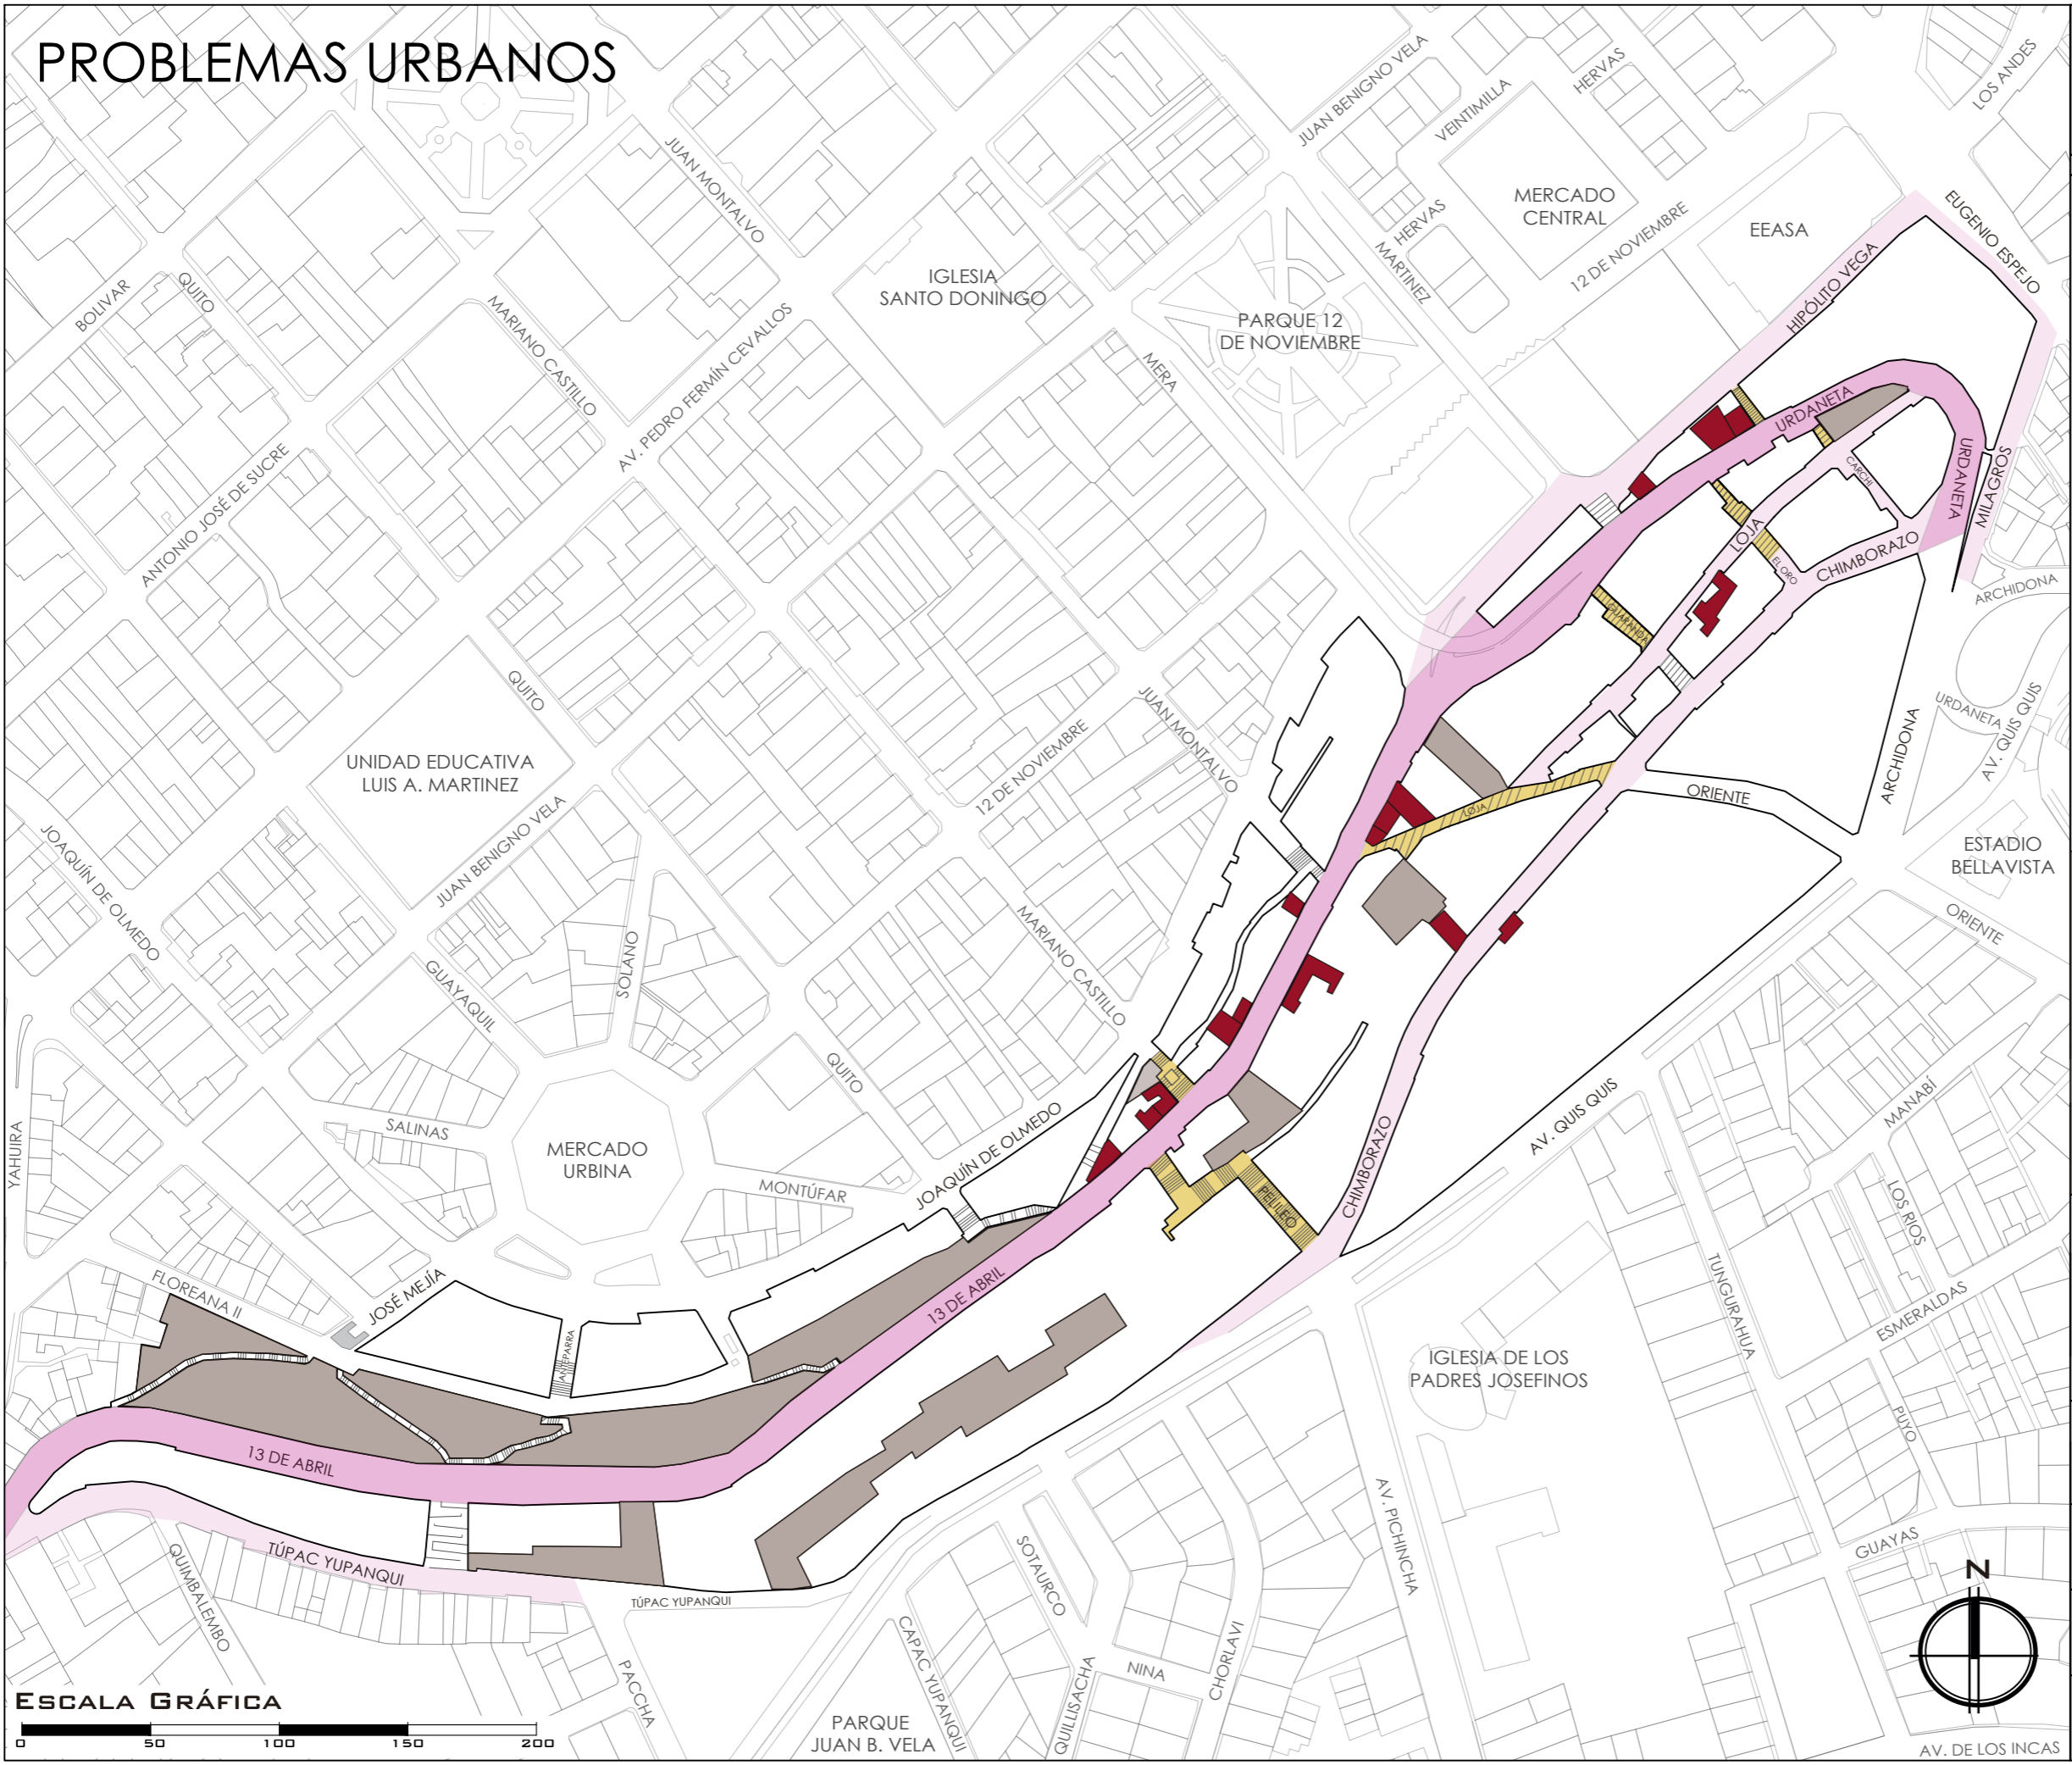 PROBLEMAS URBANOS
JUAN BENIGNO VELA
VEINTIMILLA
HERVAS
LOS ANDES
JUAN MONTALVO
MERCADO
CENTRAL
HERVAS
MARTINEZ
12 DE NOVIEMBRE
EEASA
EUGENIO ESPEJO
HIPÓLITO VEGA
BOLIVAR
QUITO
MARIANO CASTILLO
IGLESIA
SANTO DONINGO
PARQUE 12
DE NOVIEMBRE
AV. PEDRO FERMÍN CEVALLOS
MERA
URDANETA
ANTONIO JOSÉ DE SUCRE
URDANETA
MILAGROS
CARCHI
LOJA
EL ORO
CHIMBORAZO
ARCHIDONA
GUARANDA
QUITO
JUAN MONTALVO
12 DE NOVIEMBRE
URDANETA
AV. QUIS QUIS
ARCHIDONA
UNIDAD EDUCATIVA
LUIS A. MARTINEZ
JUAN BENIGNO VELA
LOJA
ORIENTE
JOAQUÍN DE OLMEDO
ESTADIO
BELLAVISTA
ORIENTE
SOLANO
GUAYAQUIL
MARIANO CASTILLO
QUITO
YAHUIRA
SALINAS
MERCADO
URBINA
MONTÚFAR
JOAQUÍN DE OLMEDO
PELILEO
CHIMBORAZO
AV. QUIS QUIS
MANABÍ
LOS RIOS
FLOREANA II
JOSÉ MEJÍA
ANTEPARRA
13 DE ABRIL
TUNGURAHUA
ESMERALDAS
IGLESIA DE LOS
PADRES JOSEFINOS
PUYO
13 DE ABRIL
AV. PICHINCHA
GUAYAS
TÚPAC YUPANQUI
QUIMBALEMBO
TÚPAC YUPANQUI
SOTAURCO
CAPAC YUPANQUI
PACCHA
QUILLISACHA
NINA
CHORLAVI
N
ESCALA GRÁFICA
0 50 100 150 200
PARQUE
JUAN B. VELA
AV. DE LOS INCAS